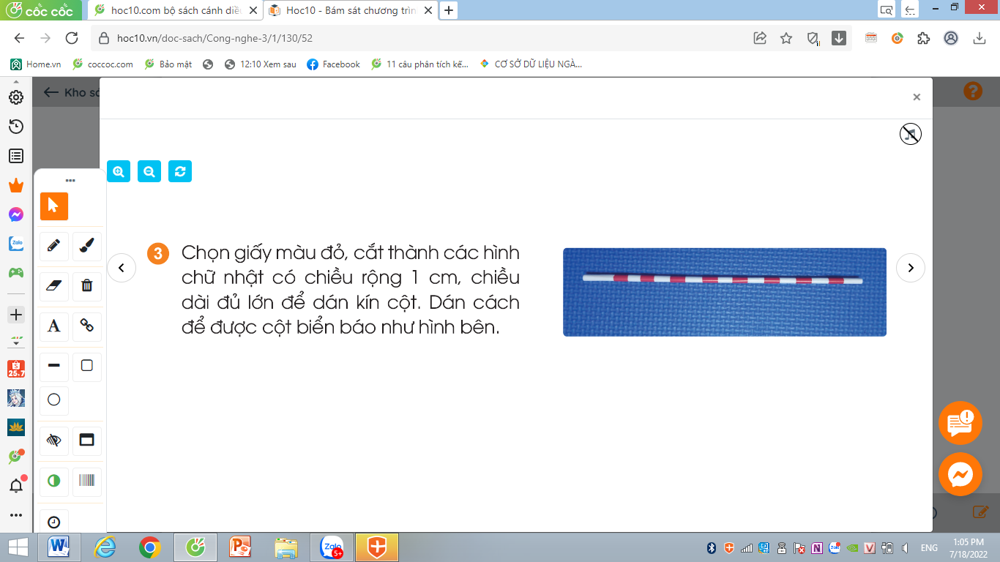 cốc cốc
hoc10.com bộ sách cánh diều
Hoc10 - Bám sát chương trìn
hoc10.vn/doc-sach/Cong-nghe-3/1/130/52
Home.vn
coccoc.com
Bảo mật
12:10 Xem sau
Facebook
11 câu phân tích kế...
CƠ SỞ DỮ LIỆU NGÀ...
Kho sá
3
Chọn giấy màu đỏ, cắt thành các hình
chữ nhật có chiều rộng 1 cm, chiều
dài đủ lớn để dán kín cột. Dán cách
để được cột biển báo như hình bên.
Zalo
A
25.7
Zalo
5+
ENG
1:05 PM
7/18/2022